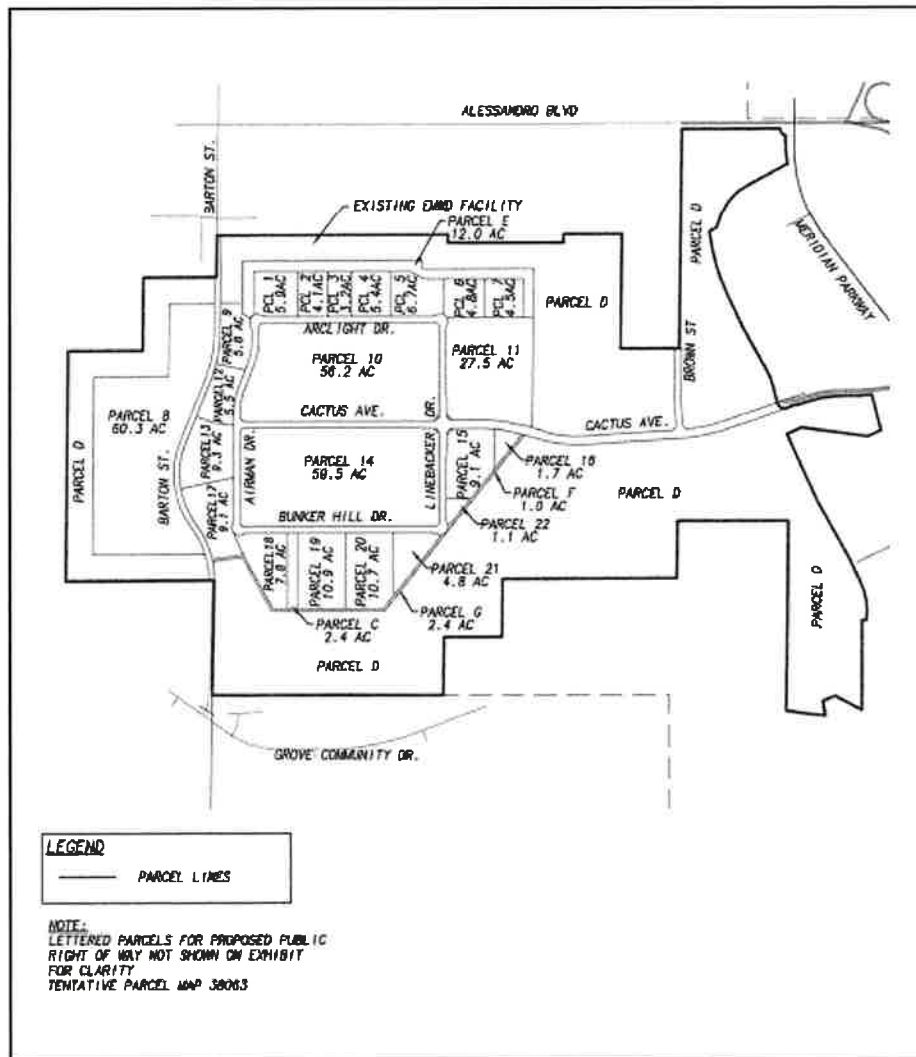 ALESSANDRO BLVD
BARTON ST.
EXISTING EMWD FACILITY
PARCEL E
12.0 AC
PARCEL D
MERIDIAN PARKWAY
PCL 1
5.9AC
PCL 2
4.1AC
PCL 3
3.2AC
PCL 4
5.4AC
PCL 5
6.7AC
PCL 6
4.8AC
PCL 7
4.5AC
PARCEL D
PARCEL 9
5.8 AC
ARCLIGHT DR.
PARCEL 10
56.2 AC
PARCEL 11
27.5 AC
BROWN ST
PARCEL 12
5.5 AC
PARCEL 8
60.3 AC
CACTUS AVE.
LINEBACKER DR.
CACTUS AVE.
PARCEL D
BARTON ST.
PARCEL 13
9.3 AC
AIRMAN DR.
PARCEL 14
59.5 AC
PARCEL 15
9.1 AC
PARCEL 16
1.7 AC
PARCEL F
1.0 AC
PARCEL D
PARCEL 17
9.1 AC
BUNKER HILL DR.
PARCEL 22
1.1 AC
PARCEL 18
7.0 AC
PARCEL 19
10.9 AC
PARCEL 20
10.7 AC
PARCEL 21
4.8 AC
PARCEL D
PARCEL C
2.4 AC
PARCEL G
2.4 AC
PARCEL D
GROVE COMMUNITY DR.
LEGEND
PARCEL LINES
NOTE:
LETTERED PARCELS FOR PROPOSED PUBLIC
RIGHT OF WAY NOT SHOWN ON EXHIBIT
FOR CLARITY
TENTATIVE PARCEL MAP 38063